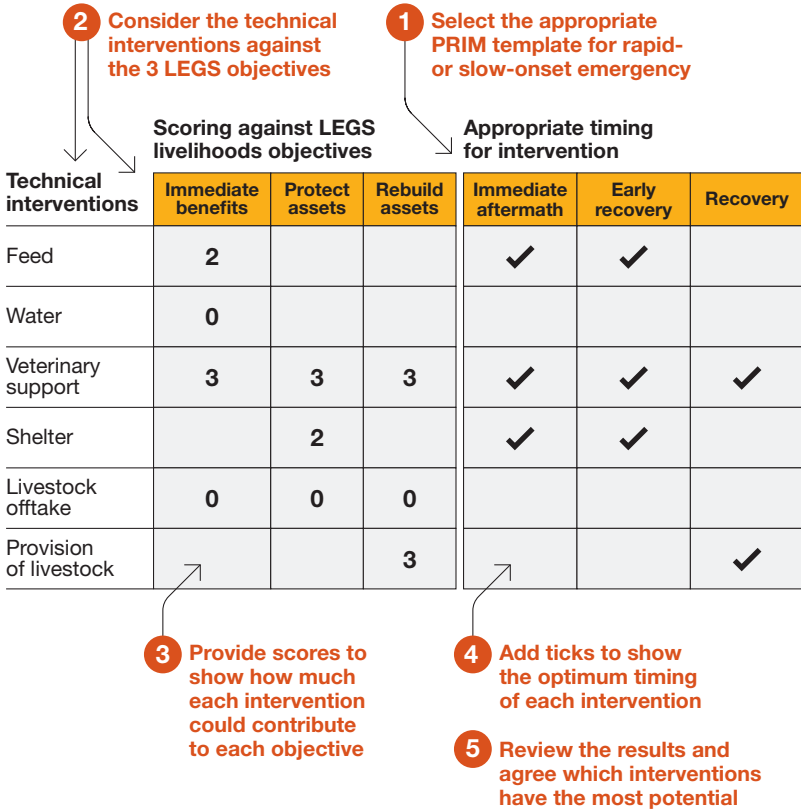 2 Consider the technical
interventions against
the 3 LEGS objectives
1 Select the appropriate
PRIM template for rapid-
or slow-onset emergency
Scoring against LEGS
livelihoods objectives
Appropriate timing
for intervention
Technical
interventions
Immediate
benefits
Protect
assets
Rebuild
assets
Immediate
aftermath
Early
recovery
Recovery
Feed 2 ✓ ✓
Water 0
Veterinary
support 3 3 3 ✓ ✓ ✓
Shelter 2 ✓ ✓
Livestock
offtake 0 0 0
Provision
of livestock 3 ✓
3 Provide scores to
show how much
each intervention
could contribute
to each objective
4 Add ticks to show
the optimum timing
of each intervention
5 Review the results and
agree which interventions
have the most potential